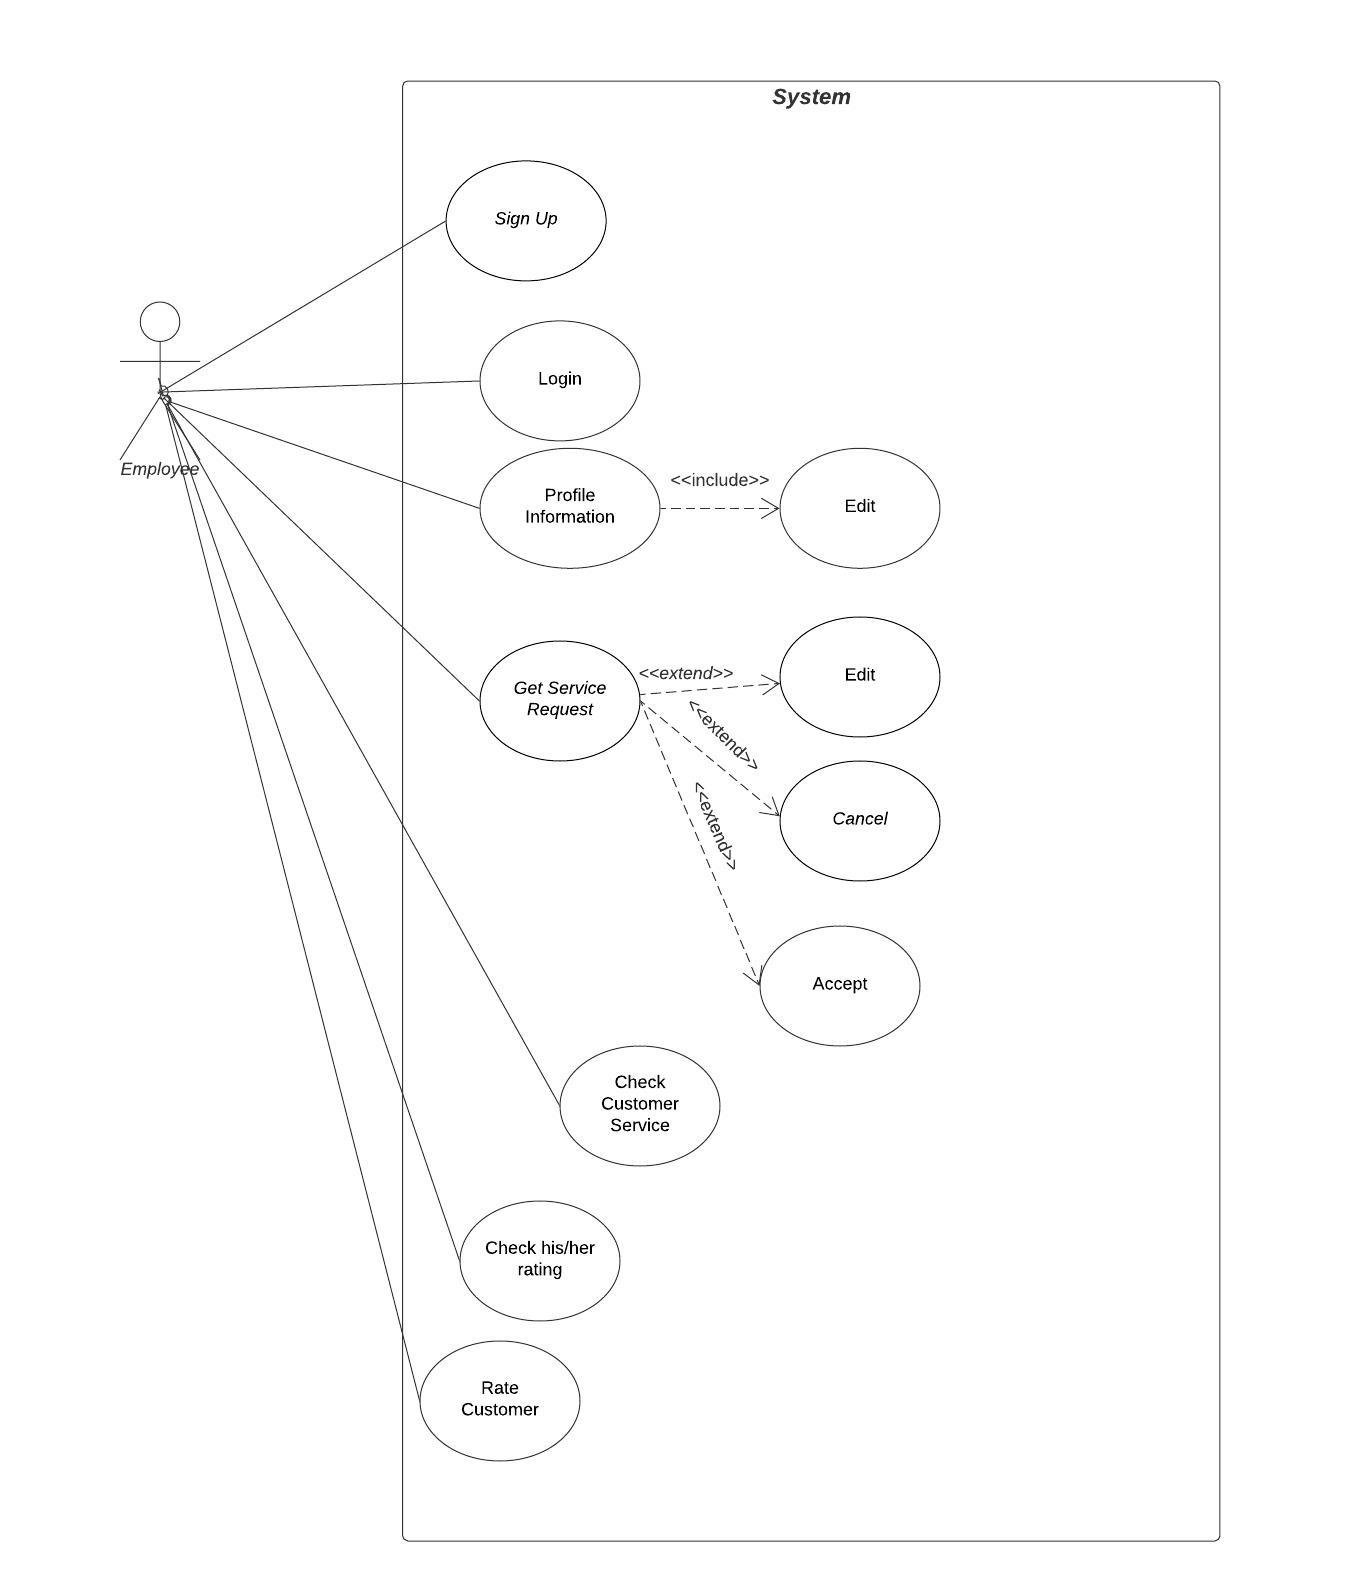 System
Sign Up
Login
Employee
Profile
Information
<<include>>
Edit
Get Service
Request
<<extend>>
Edit
<<extend>>
Cancel
<<extend>>
Accept
Check
Customer
Service
Check his/her
rating
Rate
Customer